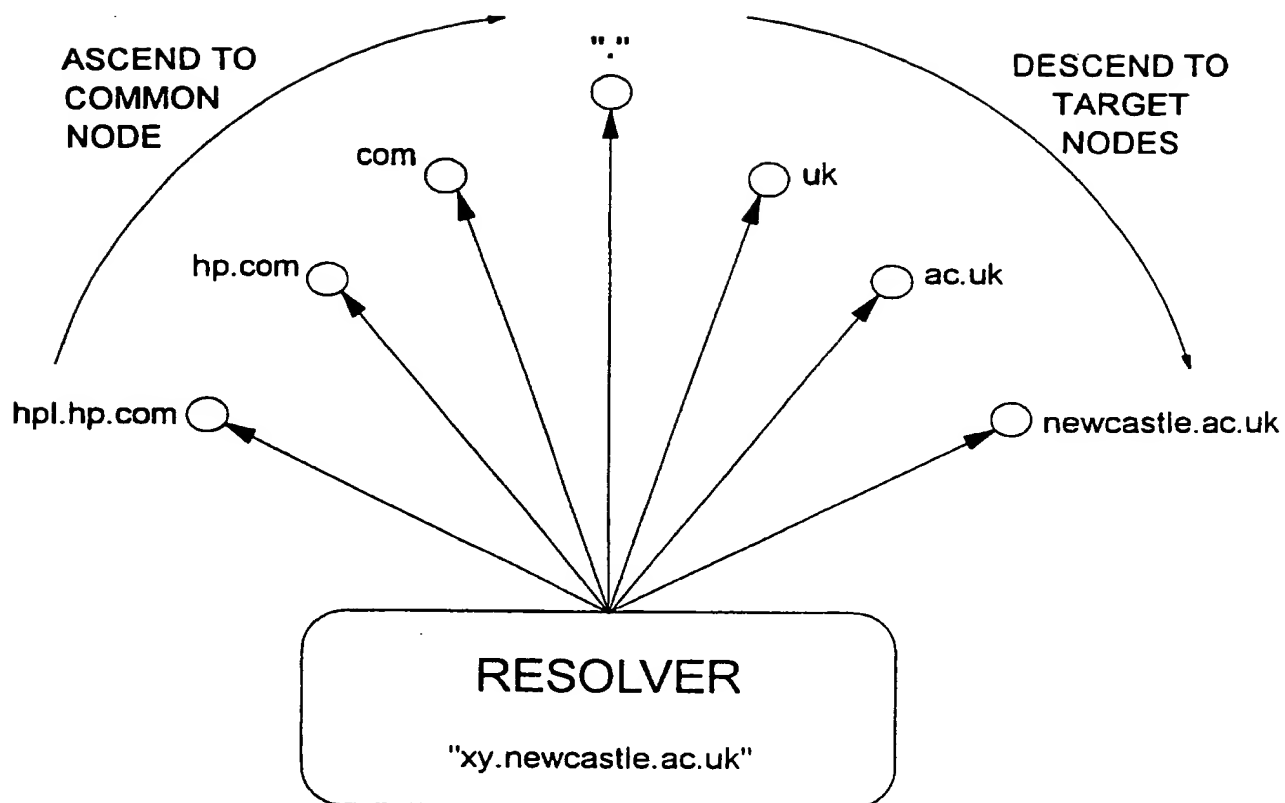 "."
ASCEND TO
COMMON
NODE
DESCEND TO
TARGET
NODES
com
uk
hp.com
ac.uk
hpl.hp.com
newcastle.ac.uk
RESOLVER
"xy.newcastle.ac.uk"